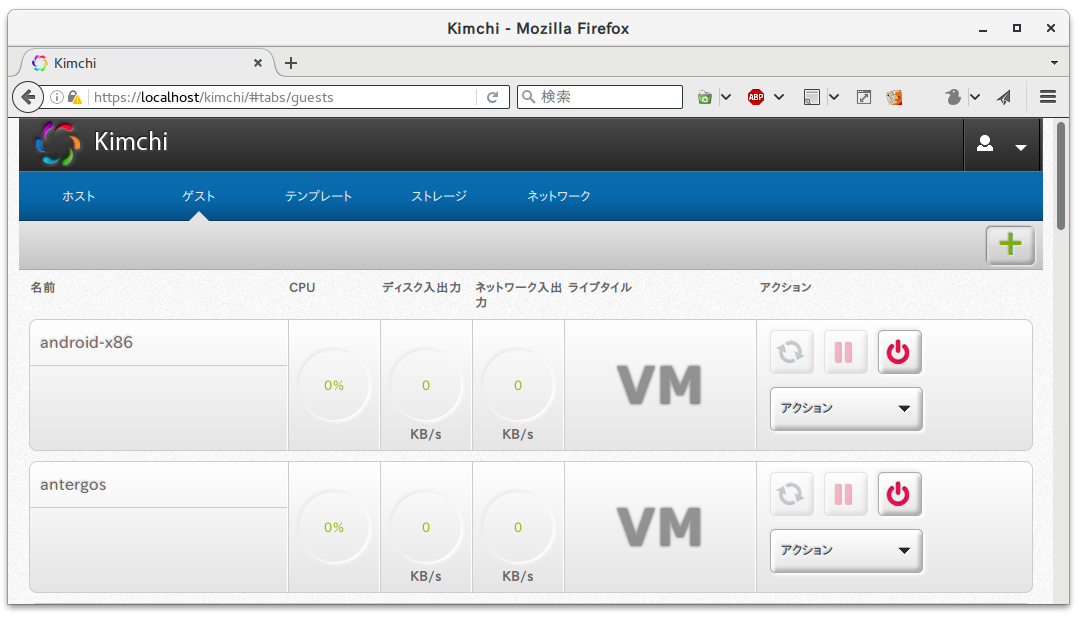 Kimchi - Mozilla Firefox
Kimchi
https://localhost/kimchi/#tabs/guests
検索
ABP
Kimchi
ホスト ゲスト テンプレート ストレージ ネットワーク
名前 CPU ディスク入出力 ネットワーク入出力 ライブタイル アクション
android-x86
0% 0 0
KB/s KB/s
VM
アクション
antergos
0% 0 0
KB/s KB/s
VM
アクション